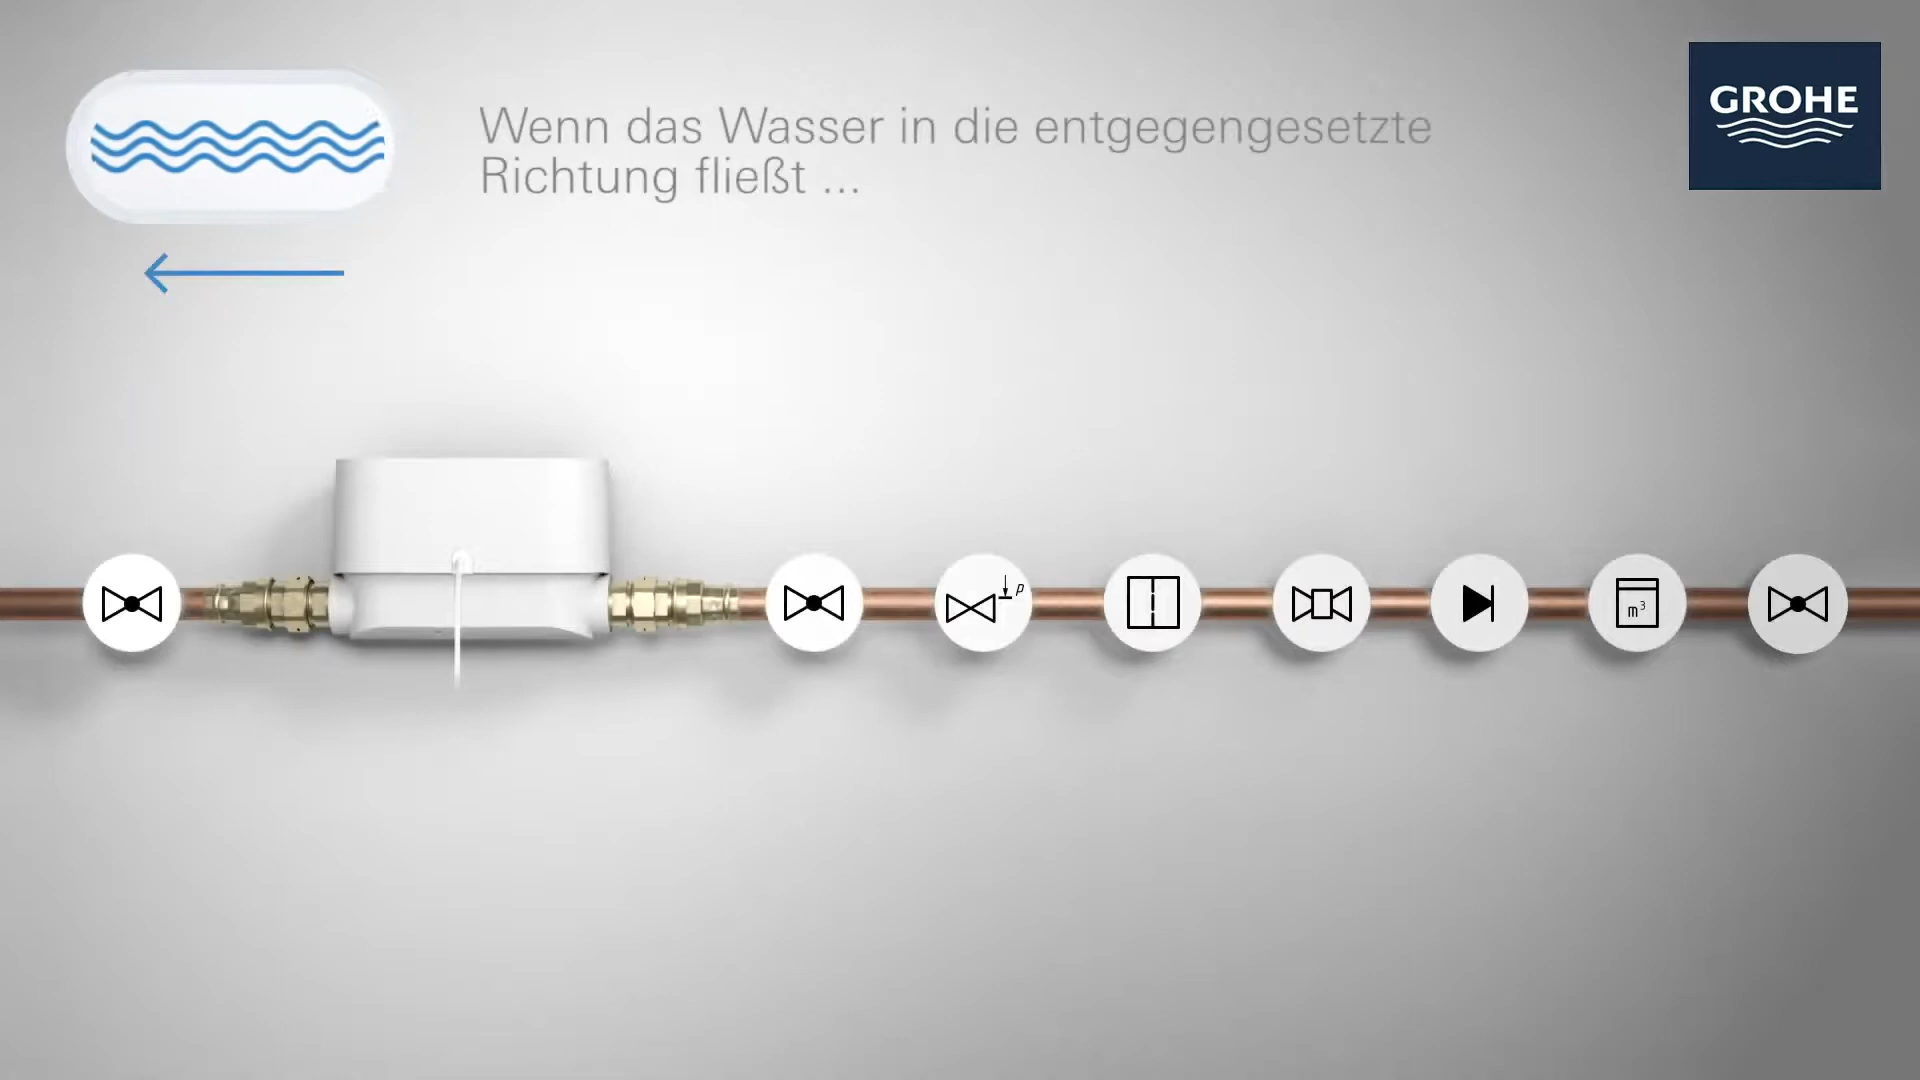 Wenn das Wasser in die entgegengesetzte
Richtung fließt ...
GROHE
p
m³